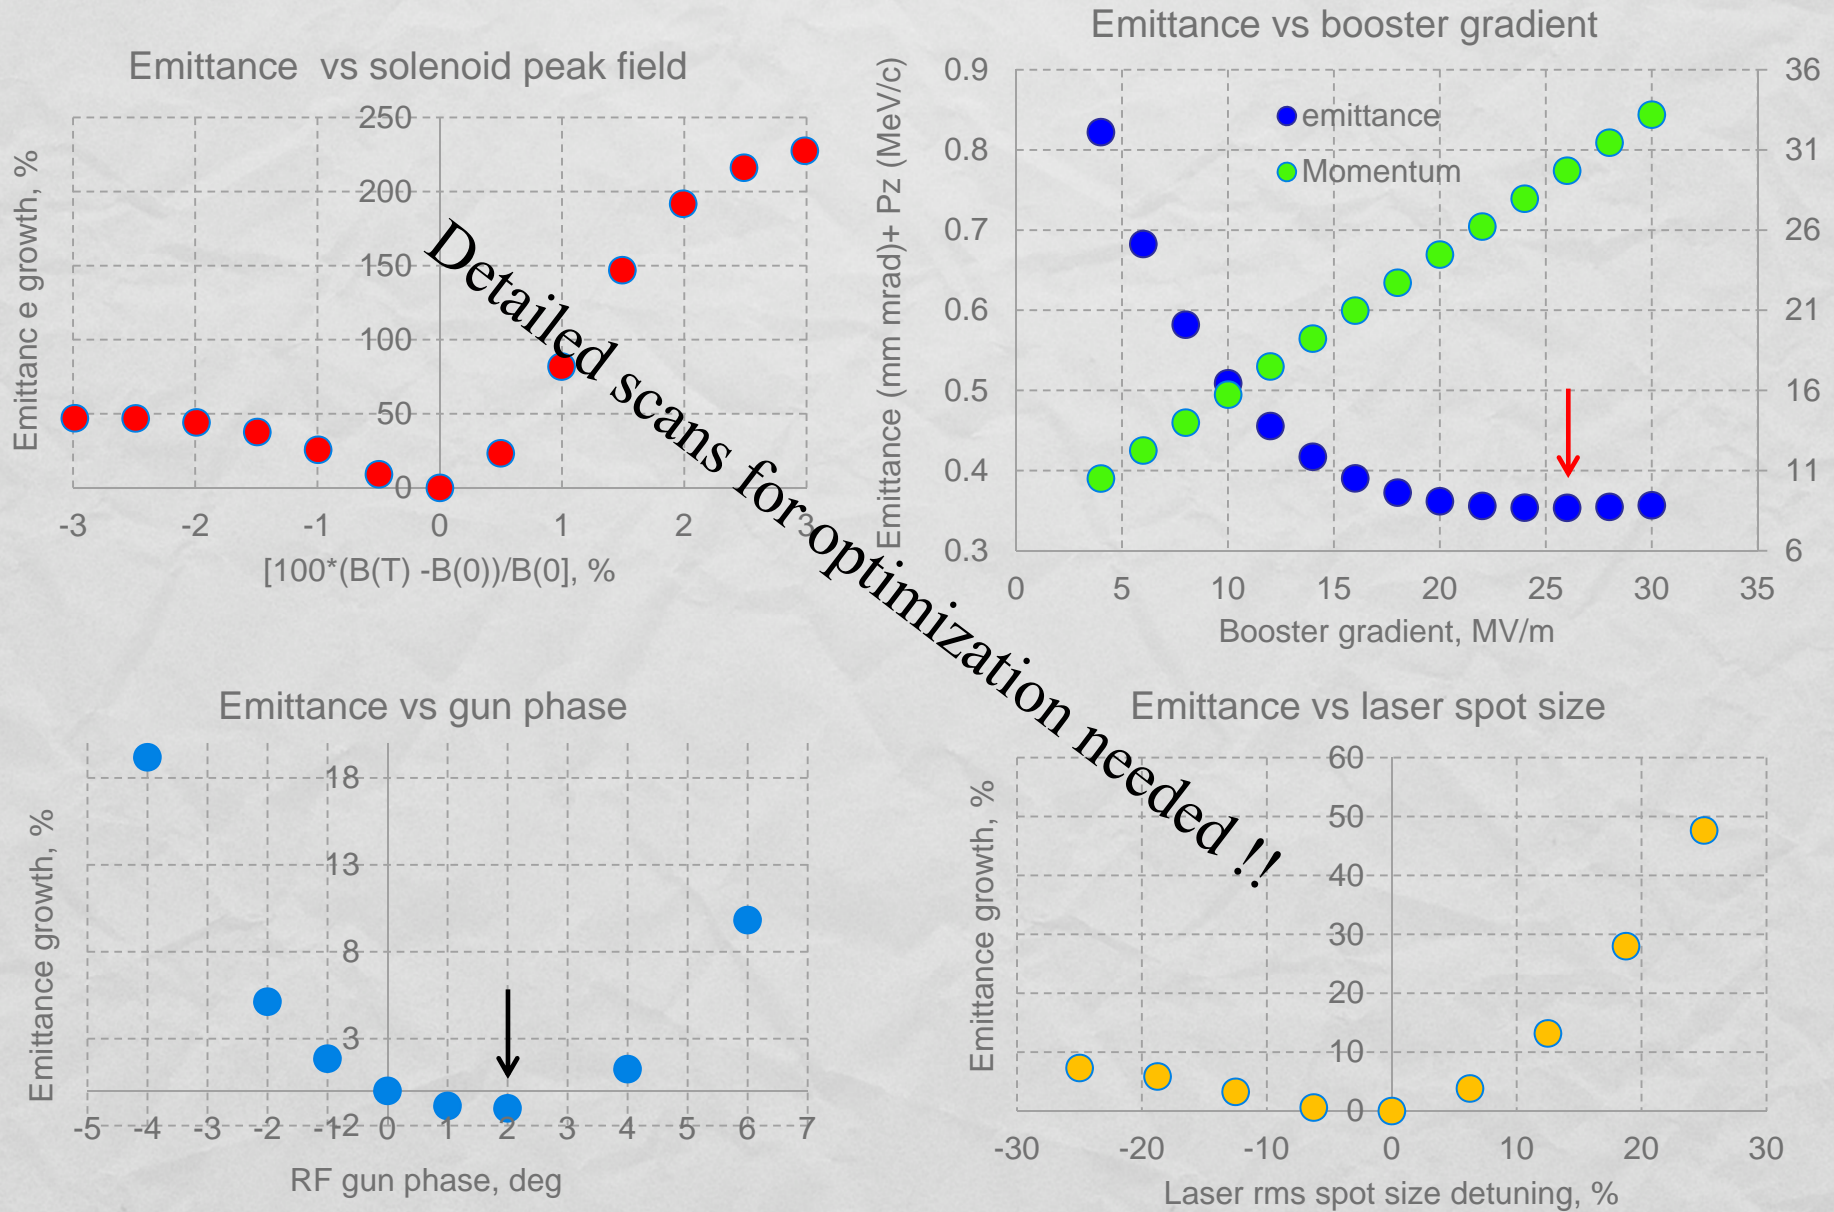 Emittance vs solenoid peak field
Emittanc e growth, %
250
200
150
100
50
0
-3 -2 -1 0 1 2 3
[100*(B(T) -B(0))/B(0], %
Emittance vs booster gradient
Emittance (mm mrad)+ Pz (MeV/c)
0.9
0.8
0.7
0.6
0.5
0.4
0.3
emittance
Momentum
36
31
26
21
16
11
6
0 5 10 15 20 25 30 35
Booster gradient, MV/m
Detailed scans for optimization needed !!
Emittance vs gun phase
Emittance growth, %
18
13
8
3
-2
-5 -4 -3 -2 -1 0 1 2 3 4 5 6 7
RF gun phase, deg
Emittance vs laser spot size
Emittance growth, %
60
50
40
30
20
10
0
-30 -20 -10 0 10 20 30
Laser rms spot size detuning, %